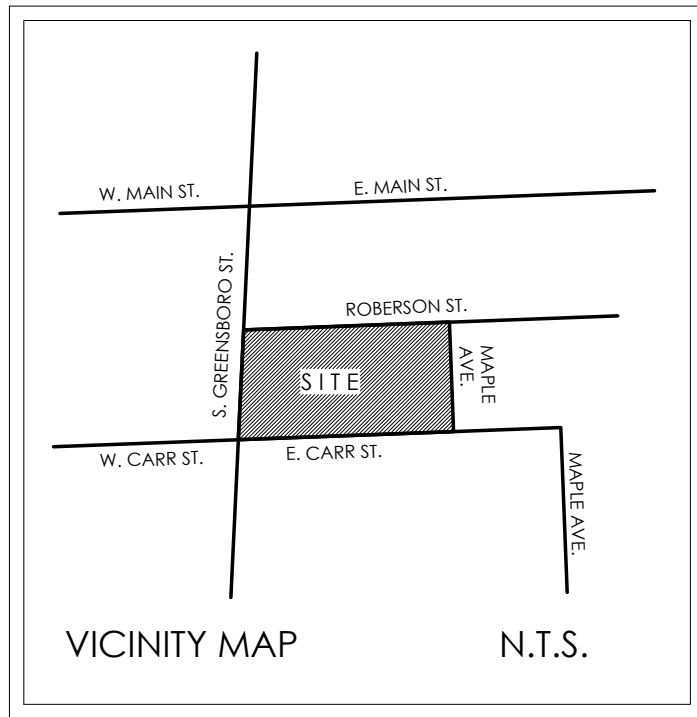 W. MAIN ST.
E. MAIN ST.
S. GREENSBORO ST.
ROBERSON ST.
SITE
MAPLE
AVE.
W. CARR ST.
E. CARR ST.
MAPLE AVE.
VICINITY MAP
N.T.S.